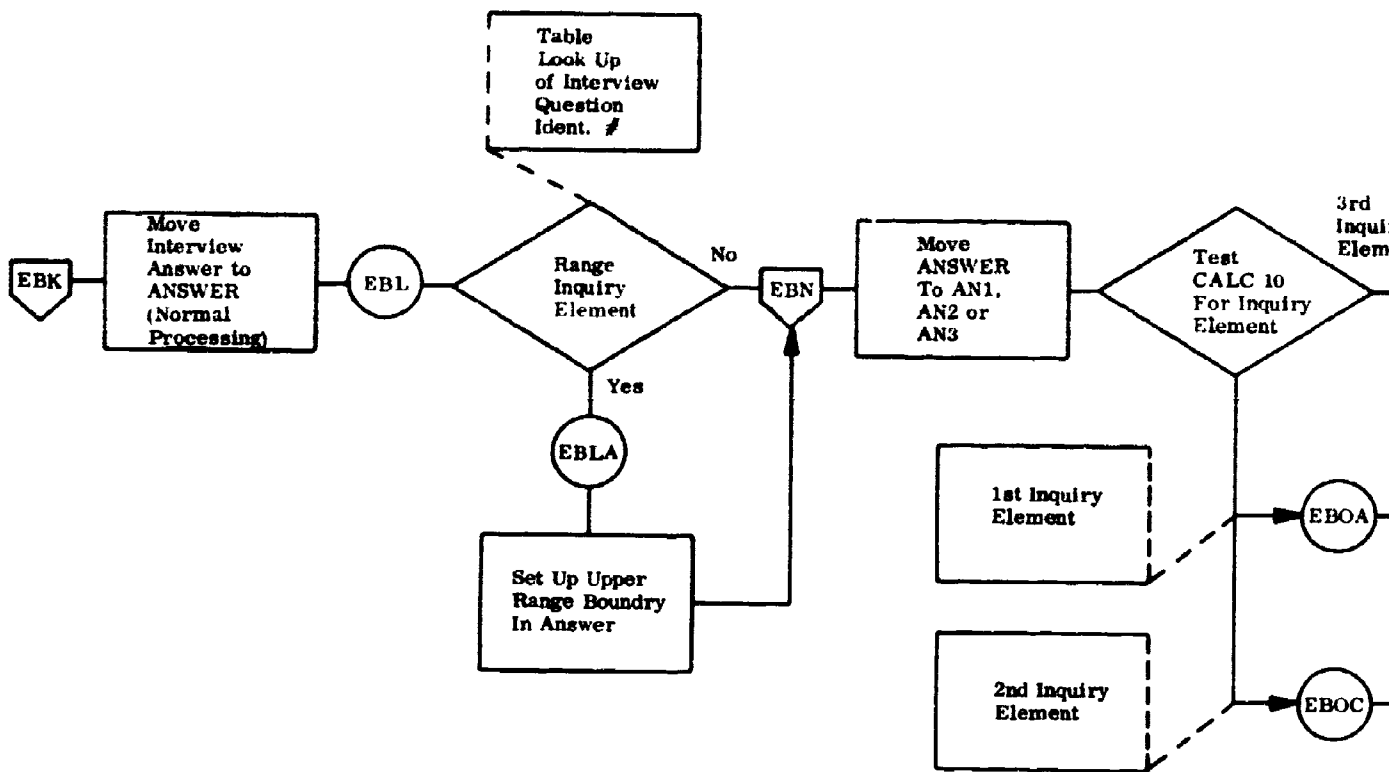 Table
Look Up
of Interview
Question
Ident. #
EBK
Move
Interview
Answer to
ANSWER
(Normal
Processing)
EBL
Range
Inquiry
Element
No
Yes
EBN
EBLA
Set Up Upper
Range Boundry
In Answer
Move
ANSWER
To AN1,
AN2 or
AN3
Test
CALC 10
For Inquiry
Element
3rd
Inqui
Elem
1st Inquiry
Element
EBOA
2nd Inquiry
Element
EBOC